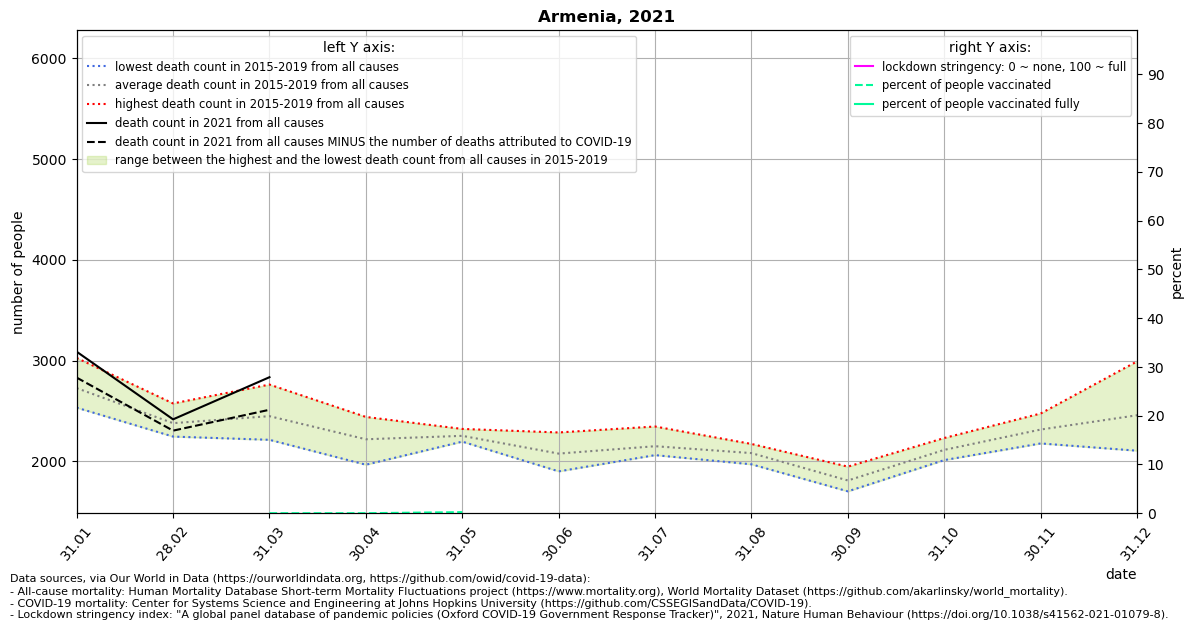 Armenia, 2021
left Y axis:
lowest death count in 2015-2019 from all causes
average death count in 2015-2019 from all causes
highest death count in 2015-2019 from all causes
death count in 2021 from all causes
death count in 2021 from all causes MINUS the number of deaths attributed to COVID-19
range between the highest and the lowest death count from all causes in 2015-2019
right Y axis:
lockdown stringency: 0 ~ none, 100 ~ full
percent of people vaccinated
percent of people vaccinated fully
number of people
6000
5000
4000
3000
2000
percent
90
80
70
60
50
40
30
20
10
0
31.01
28.02
31.03
30.04
31.05
30.06
31.07
31.08
30.09
31.10
30.11
31.12
date
Data sources, via Our World in Data (https://ourworldindata.org, https://github.com/owid/covid-19-data):
- All-cause mortality: Human Mortality Database Short-term Mortality Fluctuations project (https://www.mortality.org), World Mortality Dataset (https://github.com/akarlinsky/world_mortality).
- COVID-19 mortality: Center for Systems Science and Engineering at Johns Hopkins University (https://github.com/CSSEGISandData/COVID-19).
- Lockdown stringency index: "A global panel database of pandemic policies (Oxford COVID-19 Government Response Tracker)", 2021, Nature Human Behaviour (https://doi.org/10.1038/s41562-021-01079-8).